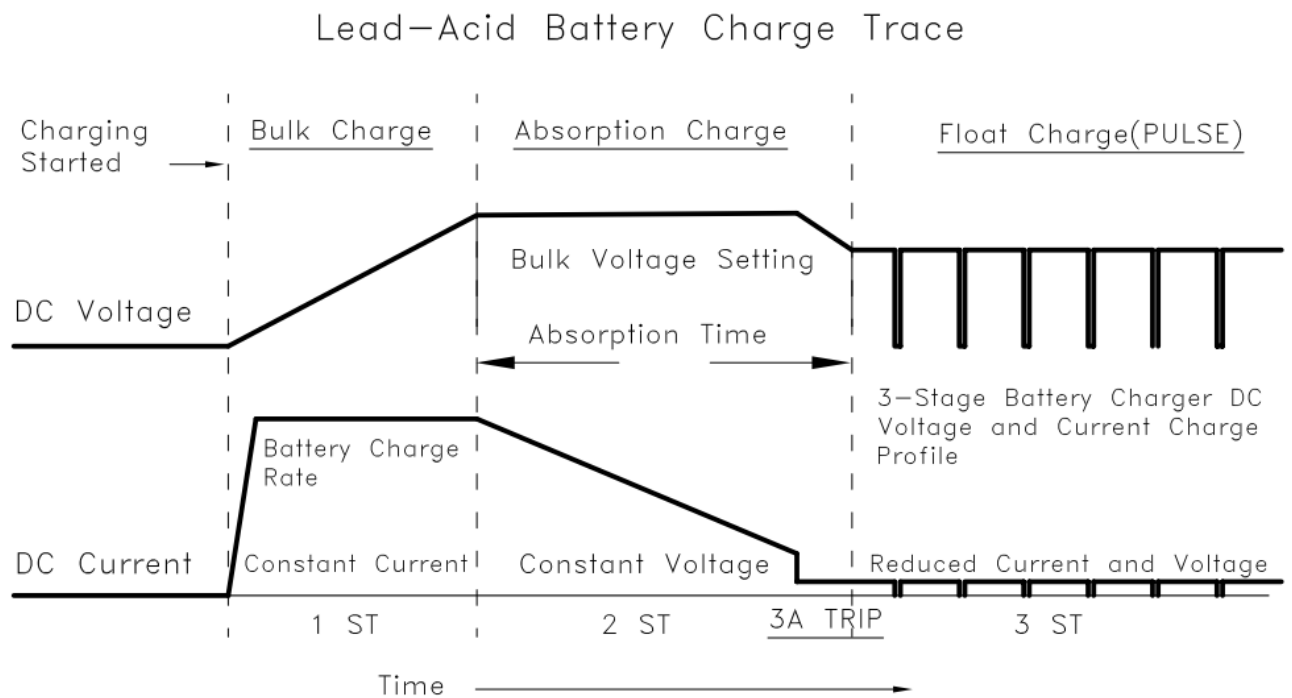 Lead-Acid Battery Charge Trace
Charging
Started
Bulk Charge
Absorption Charge
Float Charge(PULSE)
Bulk Voltage Setting
DC Voltage
Absorption Time
3-Stage Battery Charger DC
Voltage and Current Charge
Profile
Battery Charge
Rate
DC Current
Constant Current
Constant Voltage
Reduced Current and Voltage
1 ST
2 ST
3A TRIP
3 ST
Time